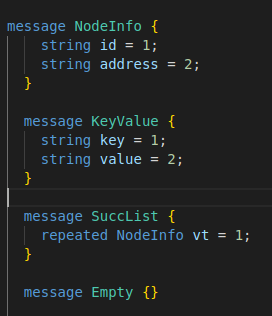 message NodeInfo {
string id = 1;
string address = 2;
}
message KeyValue {
string key = 1;
string value = 2;
}
message SuccList {
repeated NodeInfo vt = 1;
}
message Empty {}